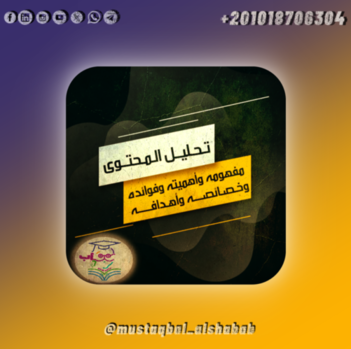 +201018706304
تحليل المحتوى
مفهومه وأهميته وفوائده
وخصائصه وأهدافه
@mustaqbal_alshabab